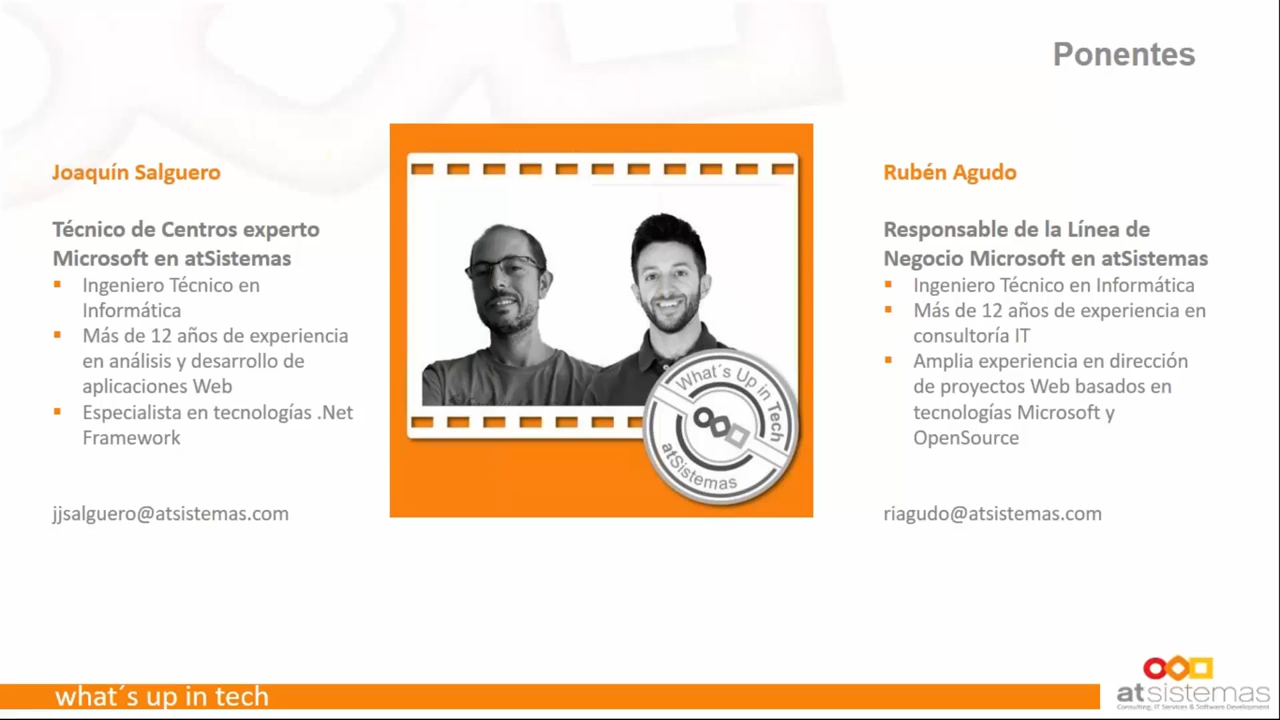 Ponentes
Joaquín Salguero
Técnico de Centros experto
Microsoft en atSistemas
Ingeniero Técnico en
Informática
Más de 12 años de experiencia
en análisis y desarrollo de
aplicaciones Web
Especialista en tecnologías .Net
Framework
jjsalguero@atsistemas.com
What´s Up in Tech
atSistemas
Rubén Agudo
Responsable de la Línea de
Negocio Microsoft en atSistemas
Ingeniero Técnico en Informática
Más de 12 años de experiencia en
consultoría IT
Amplia experiencia en dirección
de proyectos Web basados en
tecnologías Microsoft y
OpenSource
riagudo@atsistemas.com
what´s up in tech
atsistemas
Consulting, IT Services & Software Development